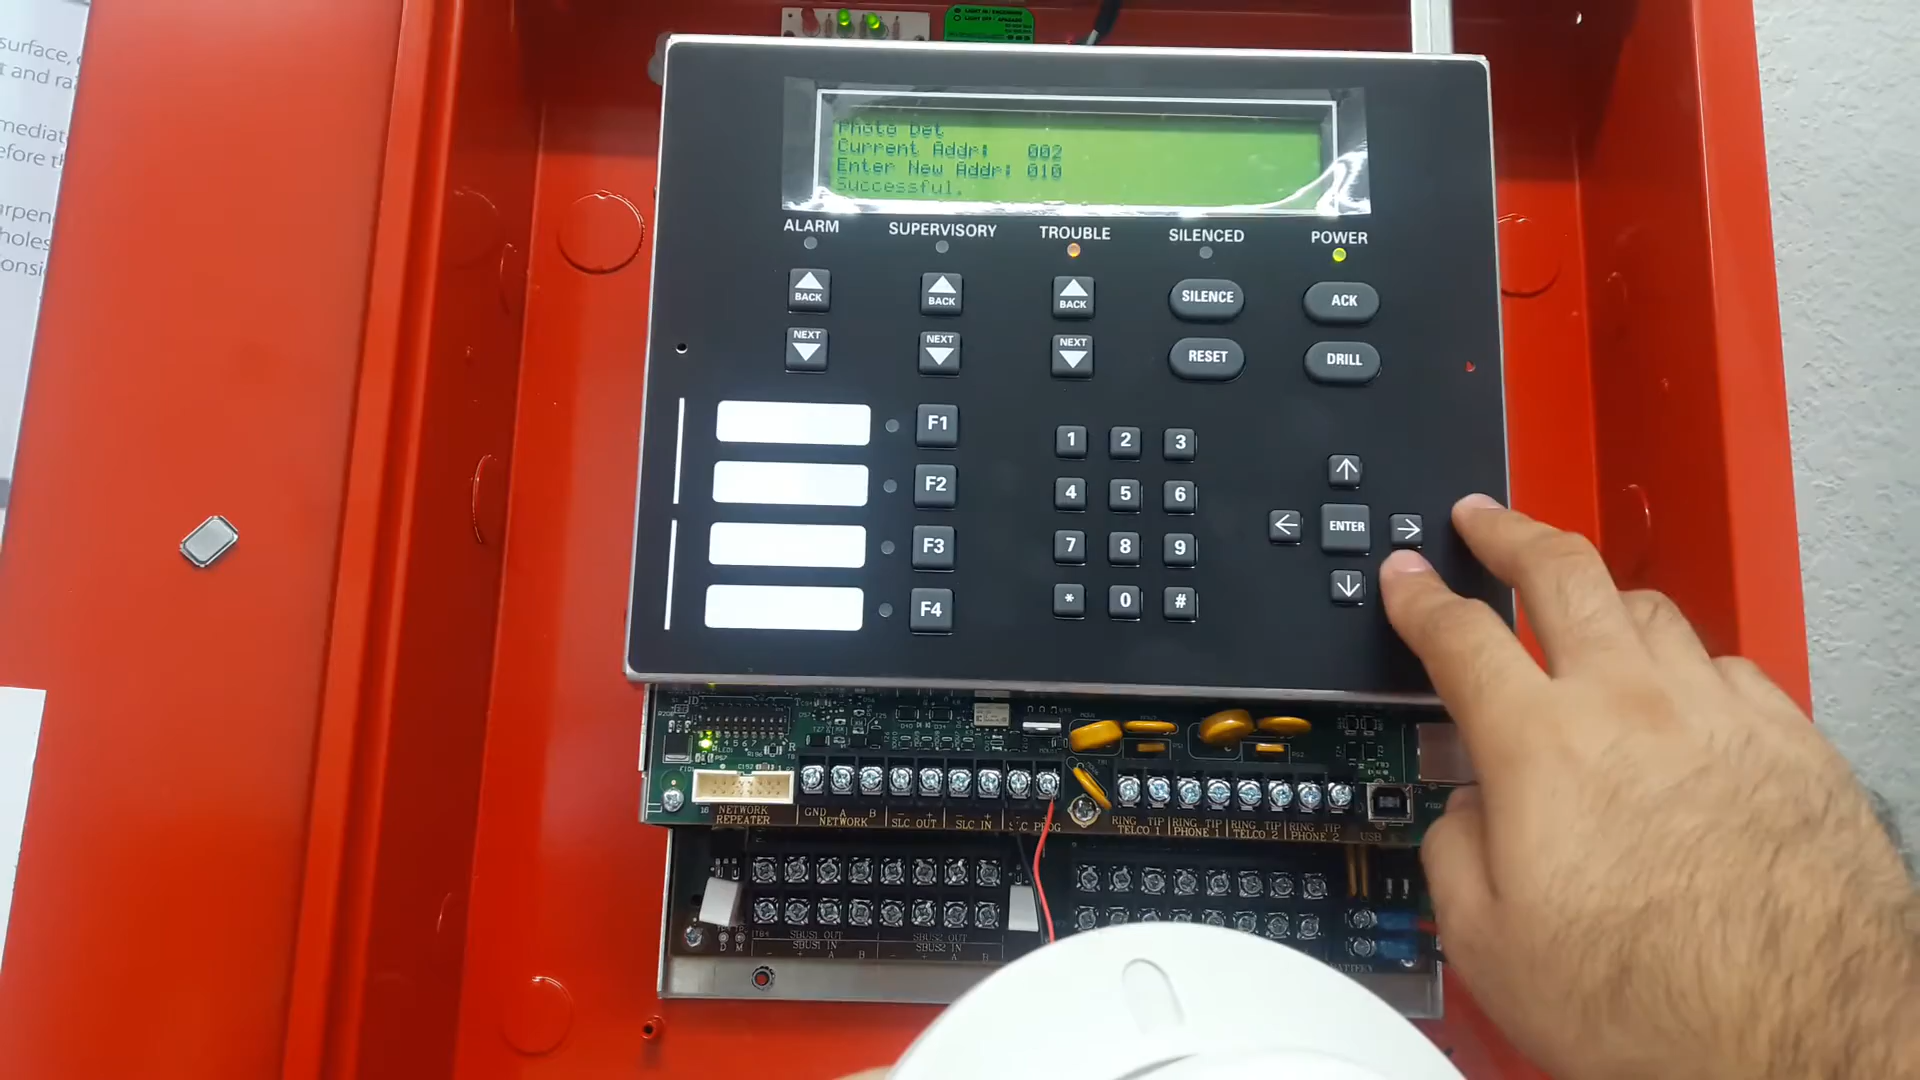 surface,
t and ra
mediat
efore th
arpen
holes
onsi
Photo Det
Current Addr: 002
Enter New Addr: 010
Successful.
ALARM SUPERVISORY TROUBLE SILENCED POWER
BACK BACK BACK SILENCE ACK
NEXT NEXT NEXT RESET DRILL
F1
F2
F3
F4
1 2 3
4 5 6
7 8 9
* 0 #
ENTER
NETWORK REPEATER
GND A B
NETWORK
- + - +
SLC OUT SLC IN
PROG
RING TIP RING TIP RING TIP RING TIP
TELCO 1 PHONE 1 TELCO 2 PHONE 2
USB
SBUS1 OUT SBUS2 OUT
SBUS1 IN SBUS2 IN
- + A B - + A B